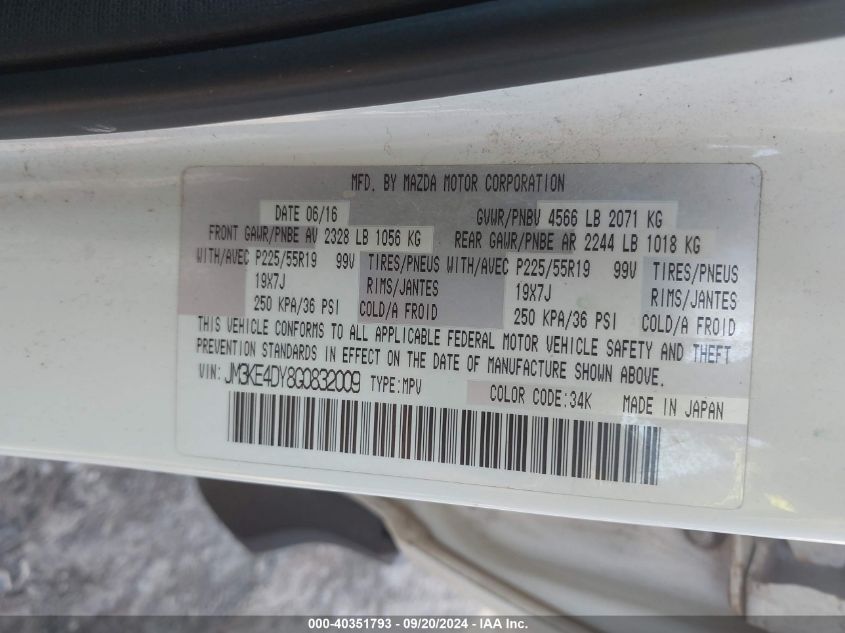 MFD. BY MAZDA MOTOR CORPORATION
DATE 06/16 GVWR/PNBV 4566 LB 2071 KG
FRONT GAWR/PNBE AV 2328 LB 1056 KG REAR GAWR/PNBE AR 2244 LB 1018 KG
WITH/AVEC P225/55R19 99V TIRES/PNEUS WITH/AVEC P225/55R19 99V TIRES/PNEUS
19X7J RIMS/JANTES 19X7J RIMS/JANTES
250 KPA/36 PSI COLD/A FROID 250 KPA/36 PSI COLD/A FROID
THIS VEHICLE CONFORMS TO ALL APPLICABLE FEDERAL MOTOR VEHICLE SAFETY AND THEFT
PREVENTION STANDARDS IN EFFECT ON THE DATE OF MANUFACTURE SHOWN ABOVE.
VIN: JM3KE4DY8G0832009 TYPE:MPV COLOR CODE:34K MADE IN JAPAN
000-40351793 - 09/20/2024 - IAAI Inc.